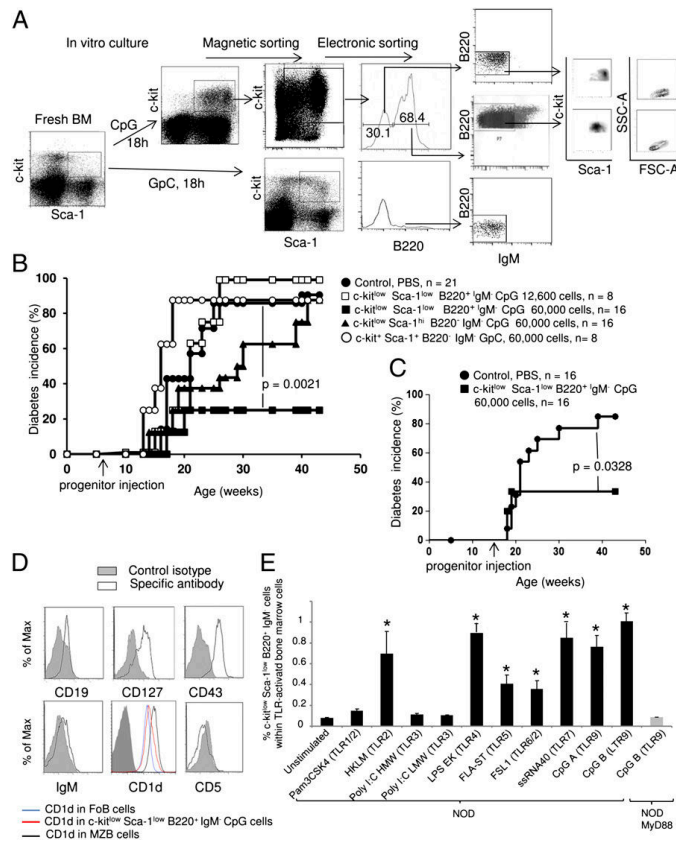 A
In vitro culture
Magnetic sorting
Electronic sorting
Fresh BM
CpG
18h
GpC, 18h
c-kit
Sca-1
c-kit
c-kit
c-kit
Sca-1
30.1
68.4
B220
B220
B220
B220
IgM
c-kit
Sca-1
SSC-A
FSC-A
B
Diabetes incidence (%)
100
80
60
40
20
0
0 10 20 30 40 50
progenitor injection
Age (weeks)
p = 0.0021
Control, PBS, n = 21
c-kitlow Sca-1low B220+ IgM- CpG 12,600 cells, n = 8
c-kitlow Sca-1low B220+ IgM- CpG 60,000 cells, n = 16
c-kitlow Sca-1hi B220- IgM- CpG 60,000 cells, n = 16
c-kit+ Sca-1+ B220- IgM- GpC, 60,000 cells, n= 8
C
Control, PBS, n = 16
c-kitlow Sca-1low B220+ IgM- CpG
60,000 cells, n= 16
Diabetes incidence (%)
100
80
60
40
20
0
0 10 20 30 40 50
p = 0.0328
progenitor injection
Age (weeks)
D
Control isotype
Specific antibody
% of Max
CD19 CD127 CD43
% of Max
IgM CD1d CD5
CD1d in FoB cells
CD1d in c-kitlow Sca-1low B220+ IgM- CpG cells
CD1d in MZB cells
E
% c-kitlow Sca-1low B220+ IgM- cells
within TLR-activatd bone marrow cells
1.2
1
0.8
0.6
0.4
0.2
0
* * * * * * *
Unstimulated
Pam3CSK4 (TLR1/2)
HKLM (TLR2)
Poly I:C HMW (TLR3)
Poly I:C LMW (TLR3)
LPS EK (TLR4)
FLA-ST (TLR5)
FSL1 (TLR6/2)
ssRNA40 (TLR7)
CpG A (TLR9)
CpG B (LTR9)
CpG B (TLR9)
NOD
NOD
MyD88